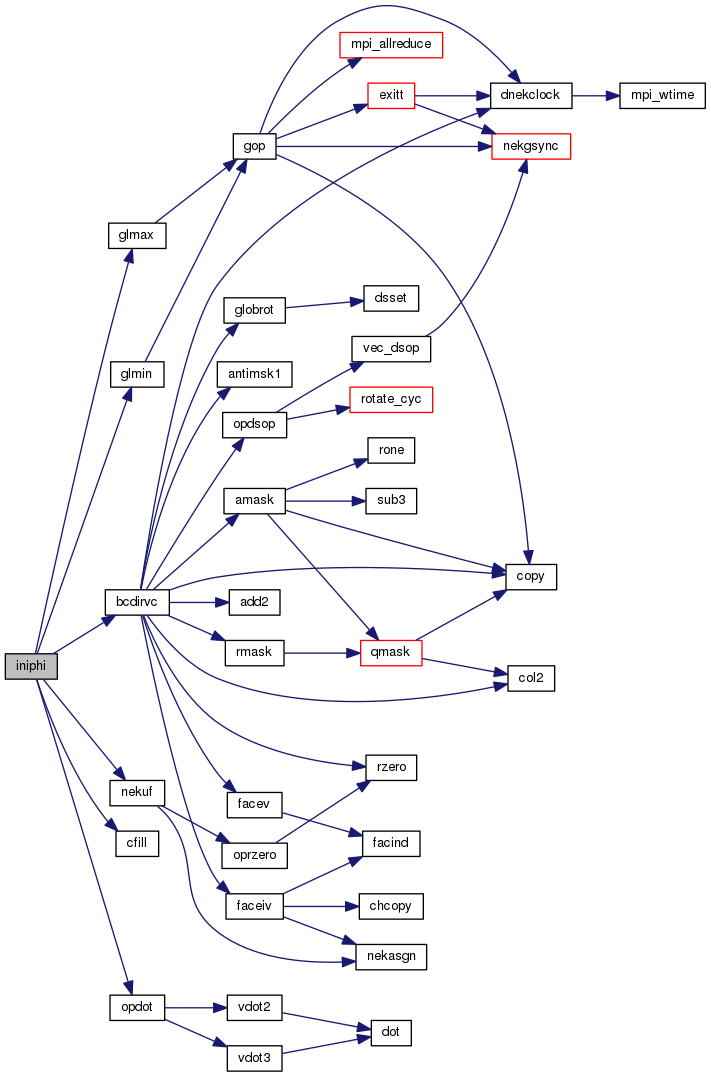 mpi_allreduce
exitt
dnekclock
mpi_wtime
gop
nekgsync
glmax
globrot
dsset
vec_dsop
glmin
antimsk1
rotate_cyc
opdsop
rone
amask
sub3
copy
bcdirvc
add2
rmask
qmask
iniphi
col2
rzero
nekuf
facev
cfill
oprzero
facind
faceiv
chcopy
nekasgn
opdot
vdot2
dot
vdot3